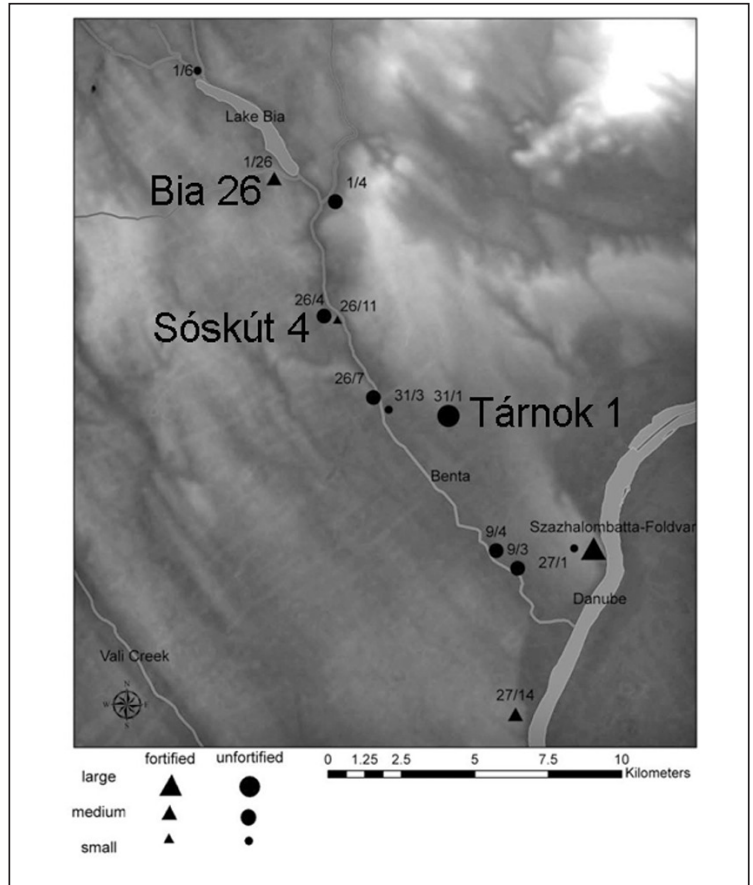 1/6
Lake Bia
1/26
Bia 26
1/4
26/4
26/11
Sóskút 4
26/7
31/3
31/1
Tárnok 1
Benta
9/4
9/3
Szazhalombatta-Foldvar
27/1
Danube
Vali Creek
N
W
E
S
27/14
fortified unfortified
large
medium
small
0 1.25 2.5 5 7.5 10
Kilometers